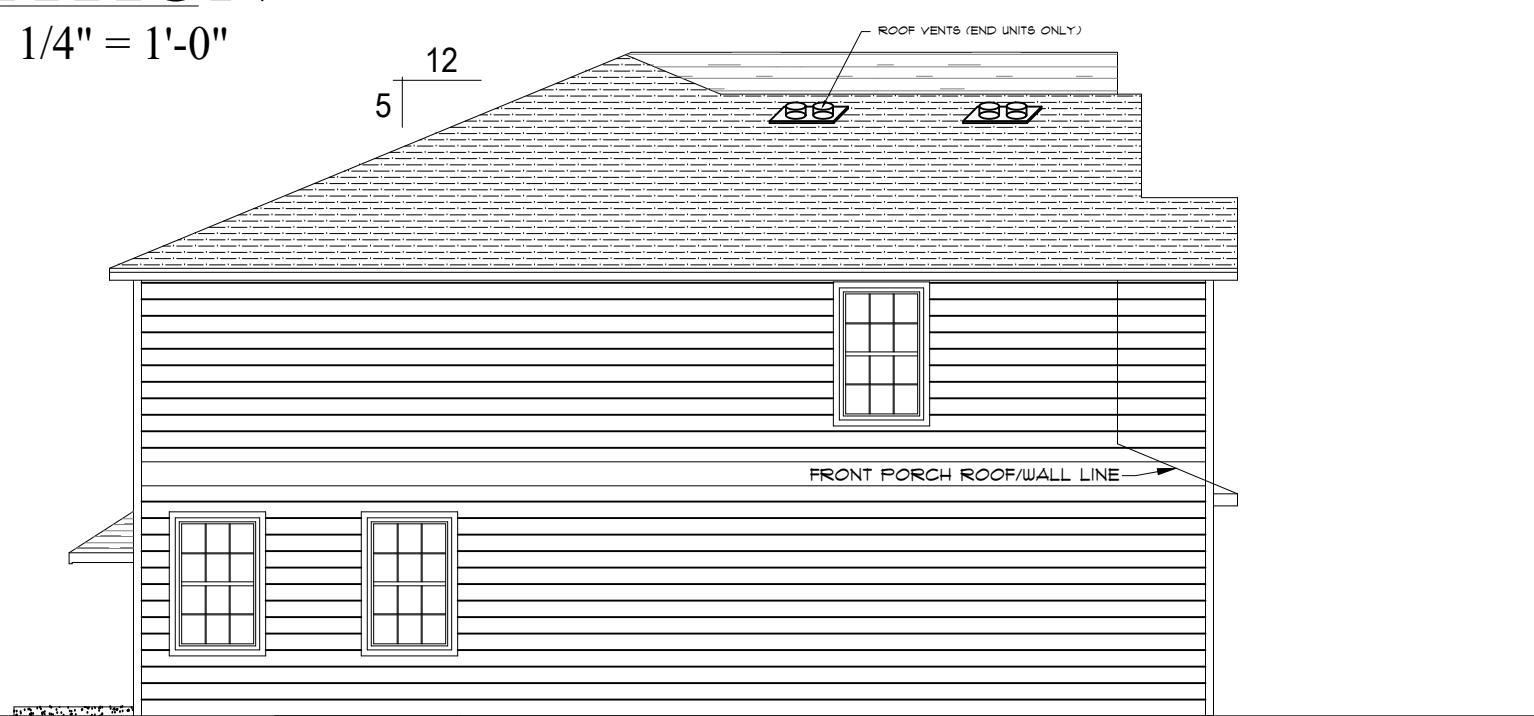 1/4" = 1'-0"
ROOF VENTS (END UNITS ONLY)
12
5
FRONT PORCH ROOF/WALL LINE